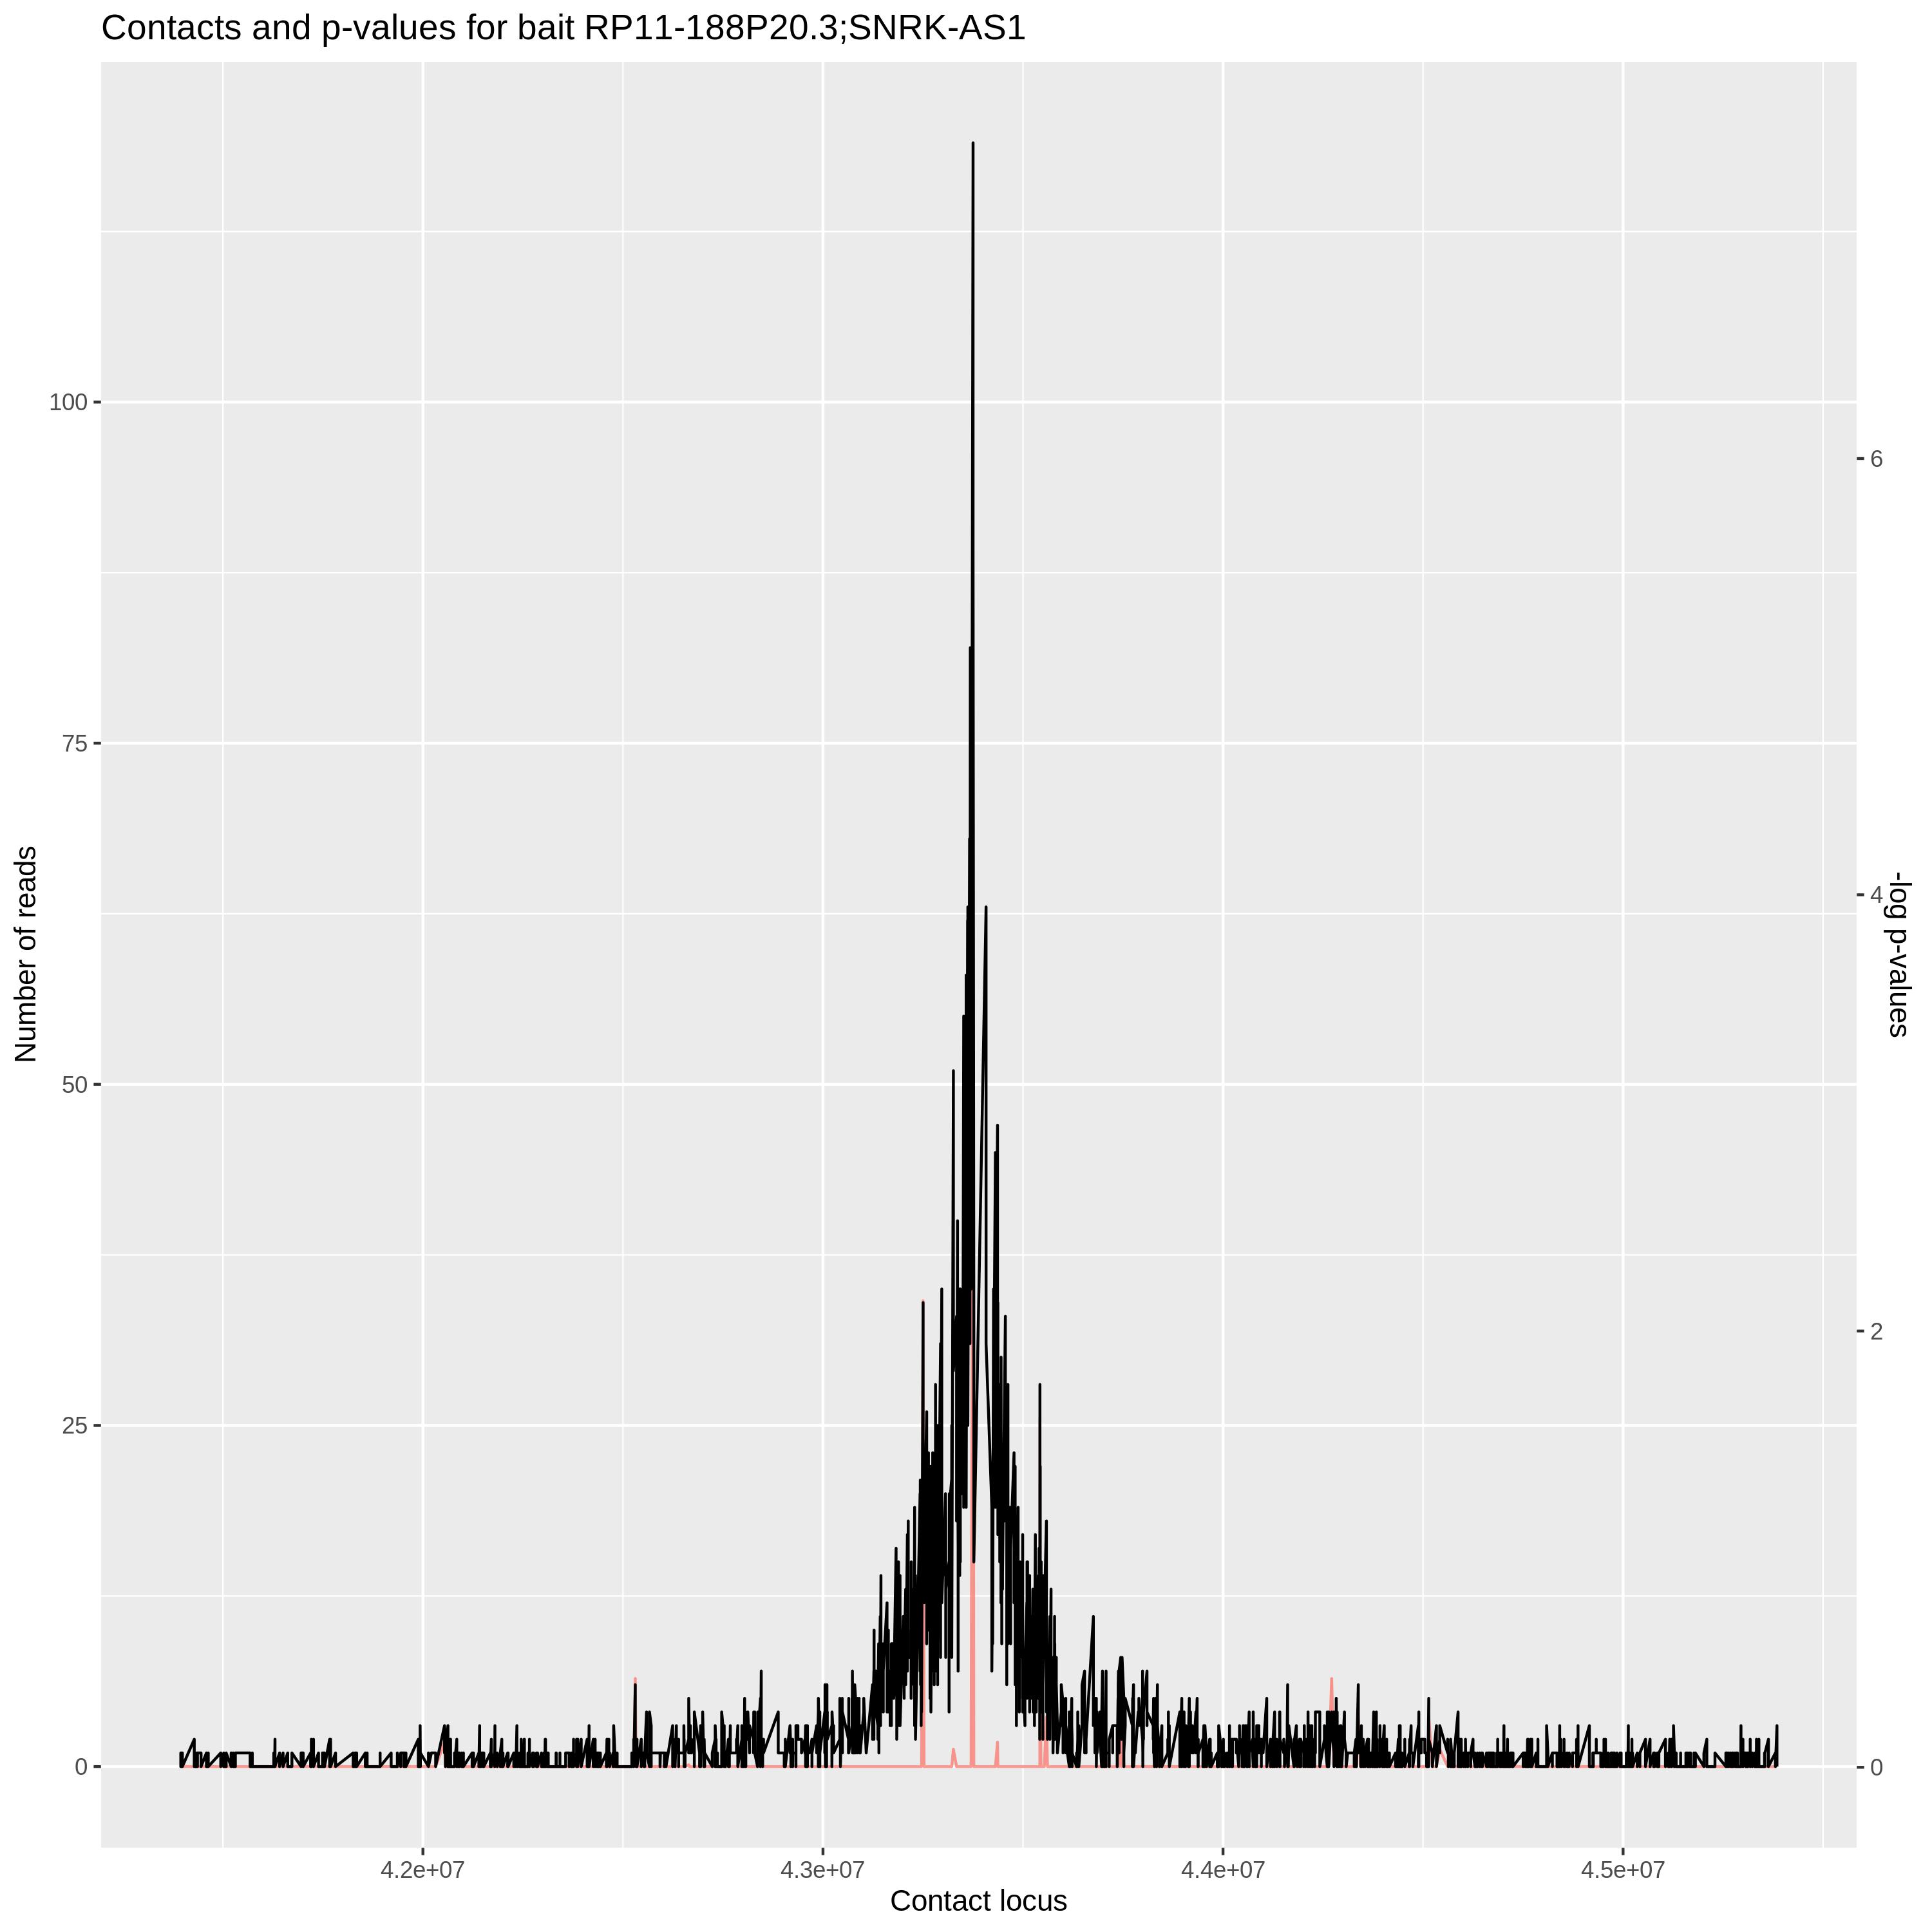 Contacts and p-values for bait RP11-188P20.3;SNRK-AS1
Number of reads
100
75
50
25
0
6
4
2
0
-log p-values
4.2e+07
4.3e+07
4.4e+07
4.5e+07
Contact locus